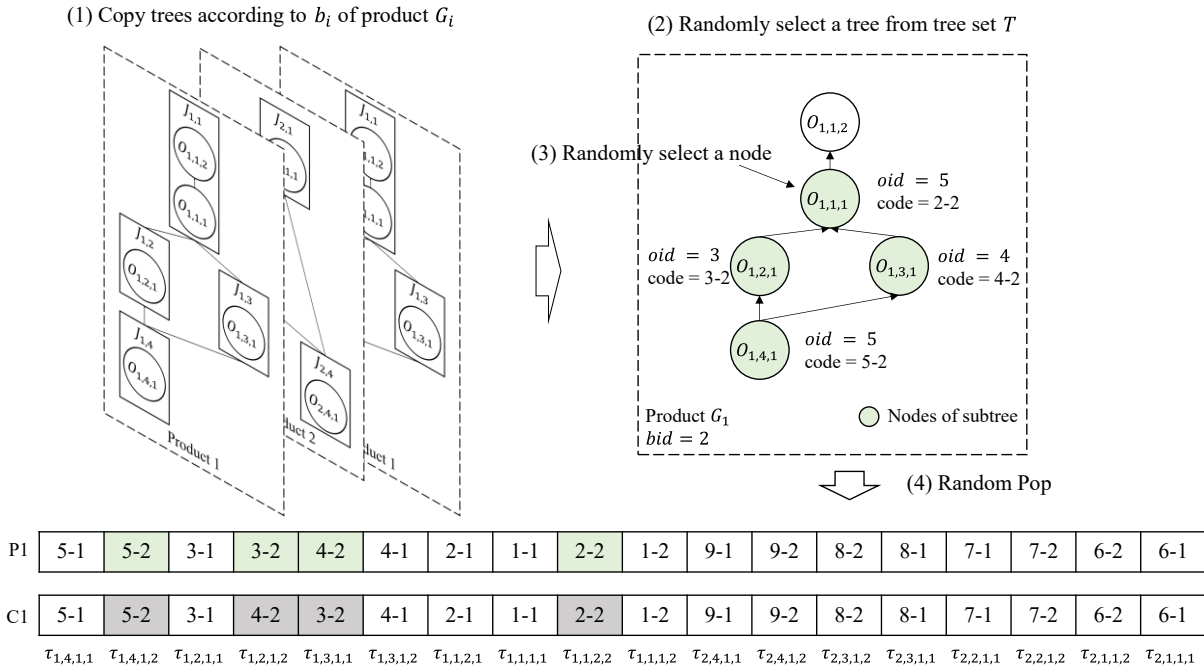 (1) Copy trees according to b_i of product G_i
J_{1,1}
O_{1,1,2}
O_{1,1,1}
J_{1,2}
O_{1,2,1}
J_{1,3}
O_{1,3,1}
J_{1,4}
O_{1,4,1}
Product 1
J_{2,1}
1,1
J_{2,4}
O_{2,4,1}
duct 2
J_{1,1}
1,2
1,1
J_{1,3}
O_{1,3,1}
duct 1
(2) Randomly select a tree from tree set T
O_{1,1,2}
(3) Randomly select a node
O_{1,1,1}
oid = 5
code = 2-2
oid = 3
code = 3-2
O_{1,2,1}
O_{1,3,1}
oid = 4
code = 4-2
O_{1,4,1}
oid = 5
code = 5-2
Product G_1
bid = 2
Nodes of subtree
(4) Random Pop
P1 5-1 5-2 3-1 3-2 4-2 4-1 2-1 1-1 2-2 1-2 9-1 9-2 8-2 8-1 7-1 7-2 6-2 6-1
C1 5-1 5-2 3-1 4-2 3-2 4-1 2-1 1-1 2-2 1-2 9-1 9-2 8-2 8-1 7-1 7-2 6-2 6-1
τ_{1,4,1,1} τ_{1,4,1,2} τ_{1,2,1,1} τ_{1,2,1,2} τ_{1,3,1,1} τ_{1,3,1,2} τ_{1,1,2,1} τ_{1,1,1,1} τ_{1,1,2,2} τ_{1,1,1,2} τ_{2,4,1,1} τ_{2,4,1,2} τ_{2,3,1,2} τ_{2,3,1,1} τ_{2,2,1,1} τ_{2,2,1,2} τ_{2,1,1,2} τ_{2,1,1,1}